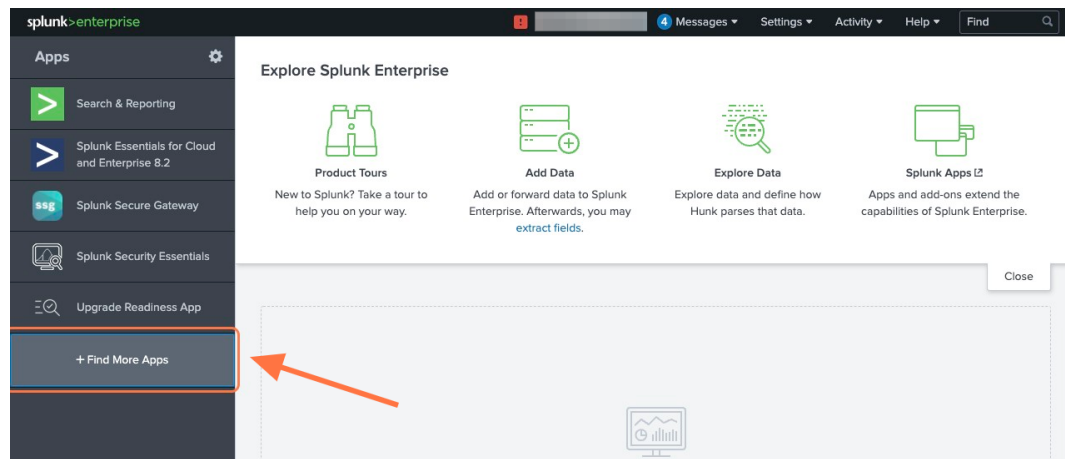 splunk>enterprise
! 4 Messages ▾ Settings ▾ Activity ▾ Help ▾ Find
Apps
Search & Reporting
Splunk Essentials for Cloud
and Enterprise 8.2
ssg Splunk Secure Gateway
Splunk Security Essentials
Upgrade Readiness App
+ Find More Apps
Explore Splunk Enterprise
Product Tours
New to Splunk? Take a tour to
help you on your way.
Add Data
Add or forward data to Splunk
Enterprise. Afterwards, you may
extract fields.
Explore Data
Explore data and define how
Hunk parses that data.
Splunk Apps
Apps and add-ons extend the
capabilities of Splunk Enterprise.
Close